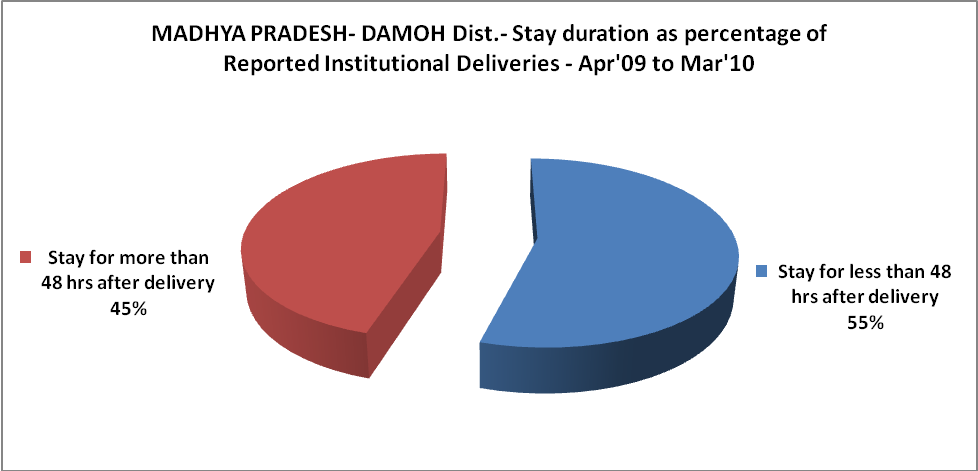 MADHYA PRADESH- DAMOH Dist.- Stay duration as percentage of
Reported Institutional Deliveries - Apr'09 to Mar'10
Stay for more than
48 hrs after delivery
45%
Stay for less than 48
hrs after delivery
55%